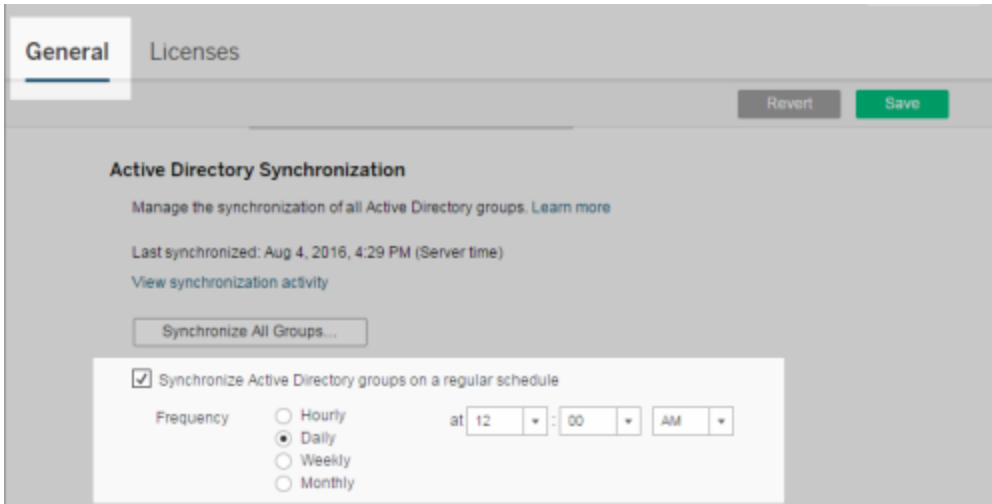 General Licenses
Revert Save
Active Directory Synchronization
Manage the synchronization of all Active Directory groups. Learn more
Last synchronized: Aug 4, 2016, 4:29 PM (Server time)
View synchronization activity
Synchronize All Groups...
Synchronize Active Directory groups on a regular schedule
Frequency Hourly at 12 : 00 AM
Daily
Weekly
Monthly